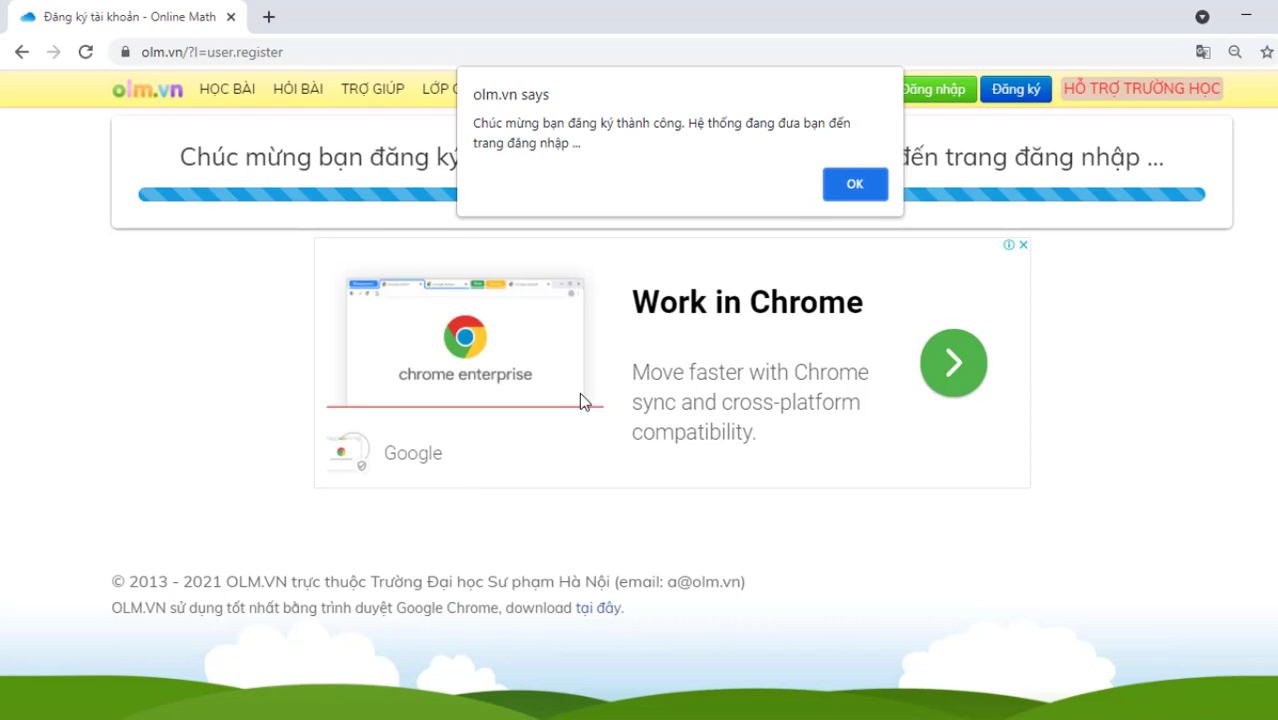 Đăng ký tài khoản - Online Math
olm.vn/?l=user.register
olm.vn HỌC BÀI HỎI BÀI TRỢ GIÚP LỚP Đăng nhập Đăng ký HỖ TRỢ TRƯỜNG HỌC
olm.vn says
Chúc mừng bạn đăng ký thành công. Hệ thống đang đưa bạn đến
trang đăng nhập ...
OK
Chúc mừng bạn đăng ký đến trang đăng nhập ...
Work in Chrome
chrome enterprise
Move faster with Chrome
sync and cross-platform
compatibility.
Google
© 2013 - 2021 OLM.VN trực thuộc Trường Đại học Sư phạm Hà Nội (email: a@olm.vn)
OLM.VN sử dụng tốt nhất bằng trình duyệt Google Chrome, download tại đây.